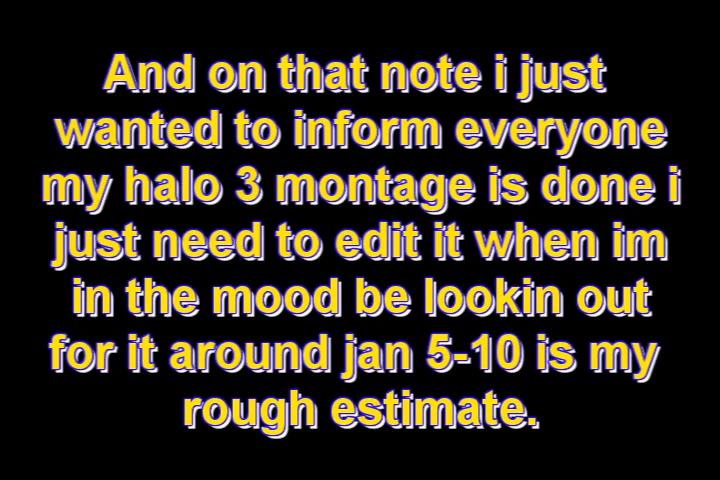 And on that note i just
wanted to inform everyone
my halo 3 montage is done i
just need to edit it when im
in the mood be lookin out
for it around jan 5-10 is my
rough estimate.